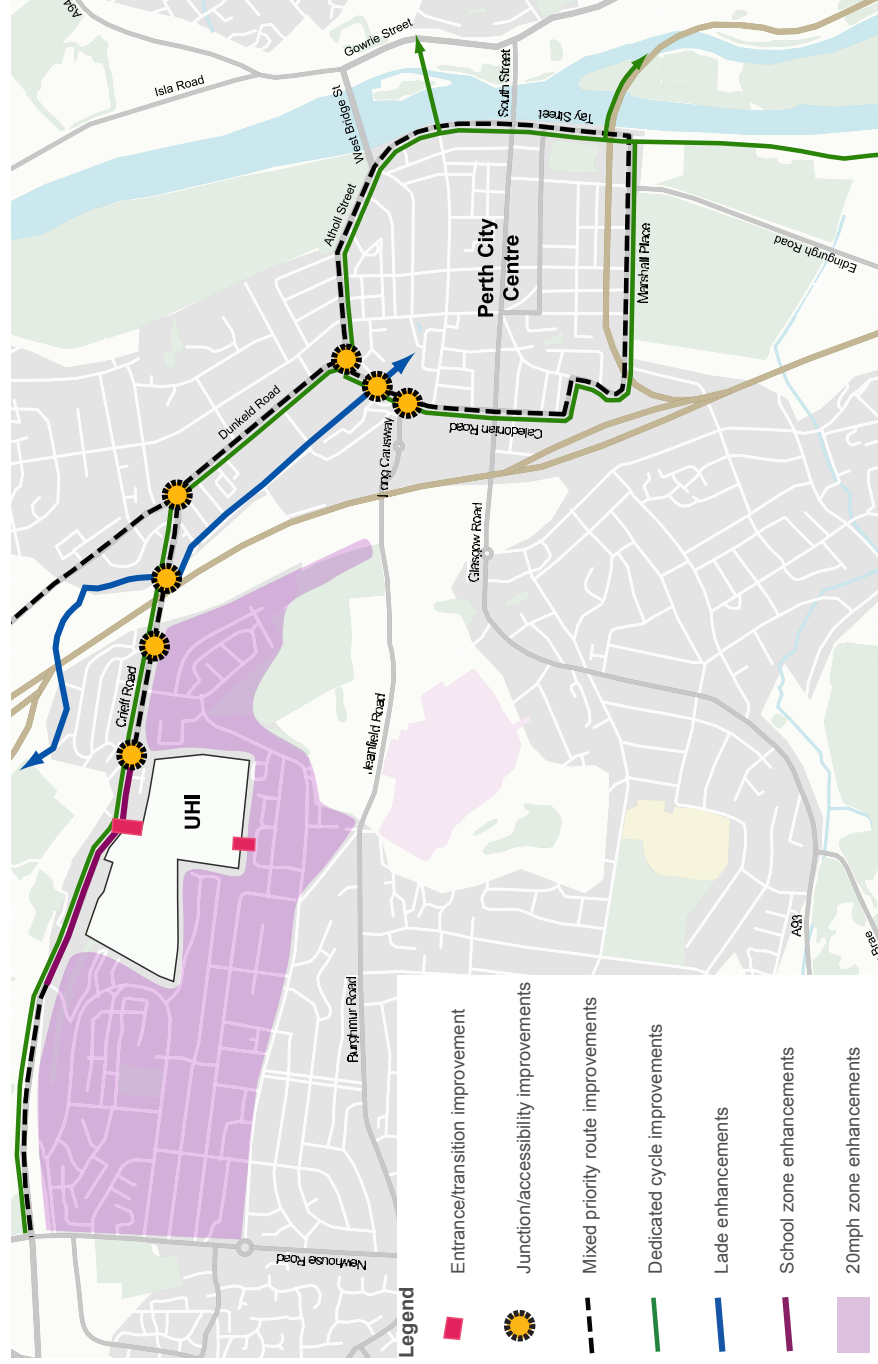 A94
Isla Road
Gowrie Street
West Bridge St
South Street
Tay Street
Atholl Street
Perth City
Centre
Marshall Place
Edingurgh Road
Dunkeld Road
Long Causway
Caledonian Road
Glasgow Road
Crieff Road
Jeanfield Road
UHI
Burghmur Road
Newhouse Road
A93
Brae
Legend
Entrance/transition improvement
Junction/accessibility improvements
Mixed priority route improvements
Dedicated cycle improvements
Lade enhancements
School zone enhancements
20mph zone enhancements